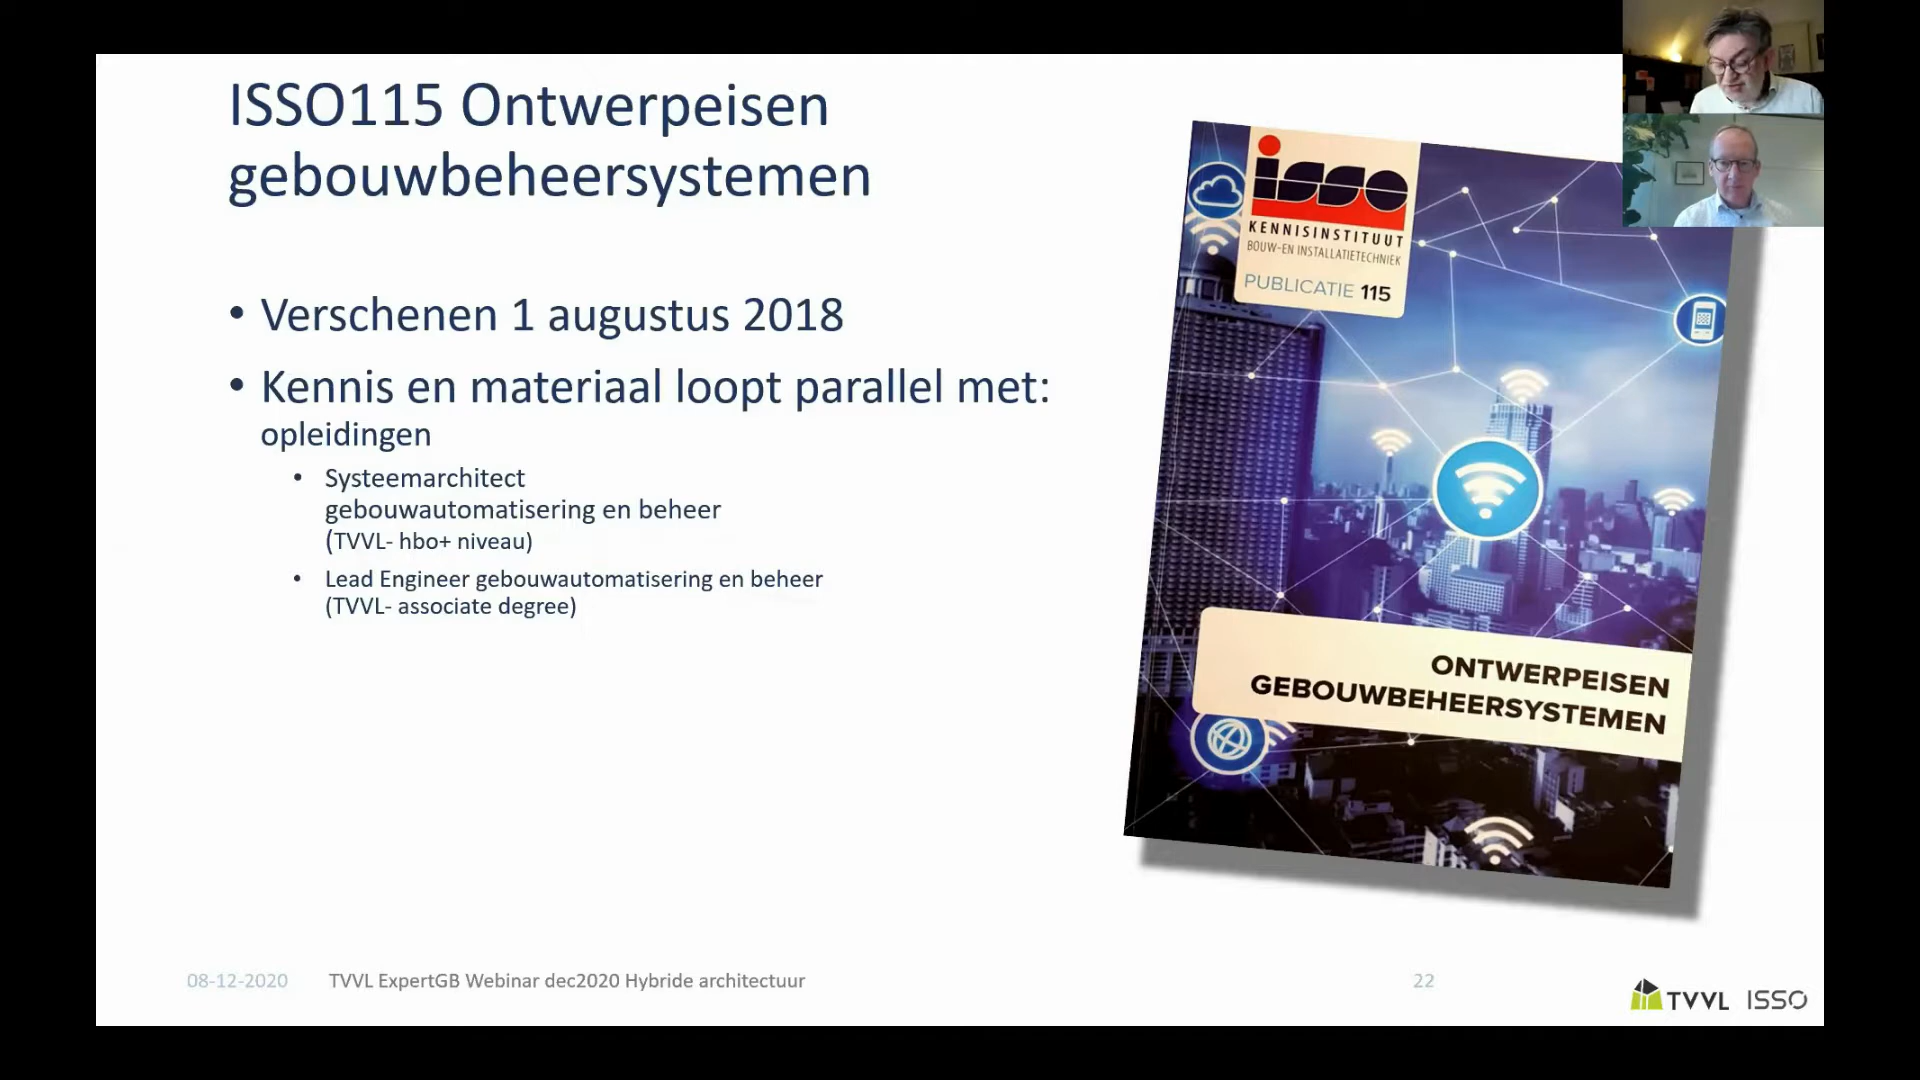 ISSO115 Ontwerpeisen
gebouwbeheersystemen
• Verschenen 1 augustus 2018
• Kennis en materiaal loopt parallel met:
opleidingen
• Systeemarchitect
gebouwautomatisering en beheer
(TVVL- hbo+ niveau)
• Lead Engineer gebouwautomatisering en beheer
(TVVL- associate degree)
isso
KENNISINSTITUUT
BOUW-EN INSTALLATIETECHNIEK
PUBLICATIE 115
ONTWERPEISEN
GEBOUWBEHEERSYSTEMEN
08-12-2020 TVVL ExpertGB Webinar dec2020 Hybride architectuur 22
TVVL ISSO